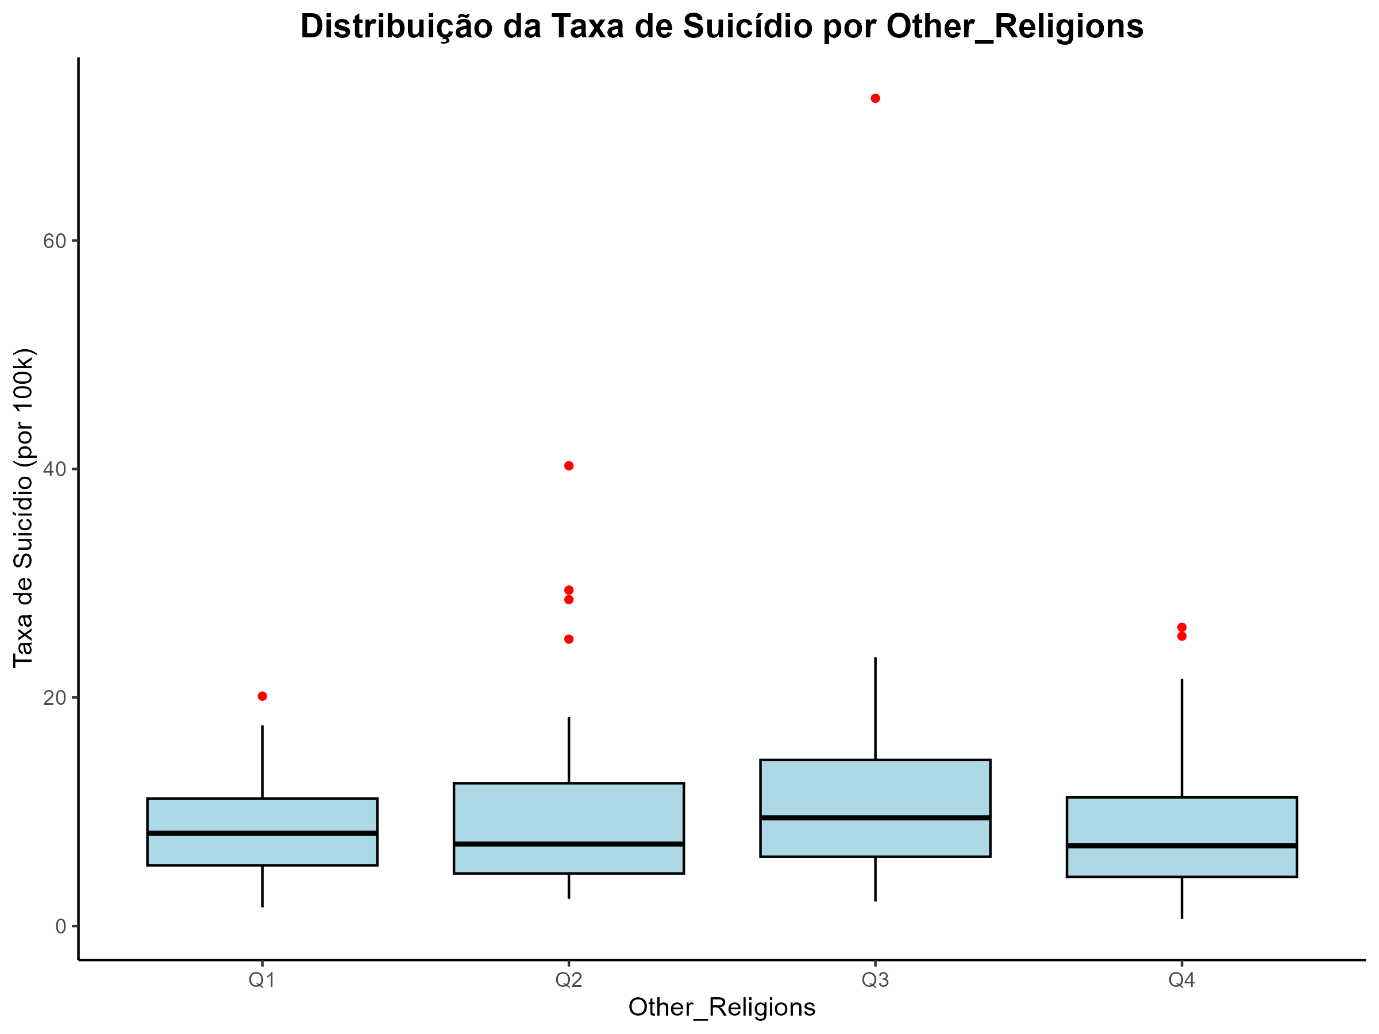 Distribuição da Taxa de Suicídio por Other_Religions
Taxa de Suicídio (por 100k)
60
40
20
0
Q1 Q2 Q3 Q4
Other_Religions